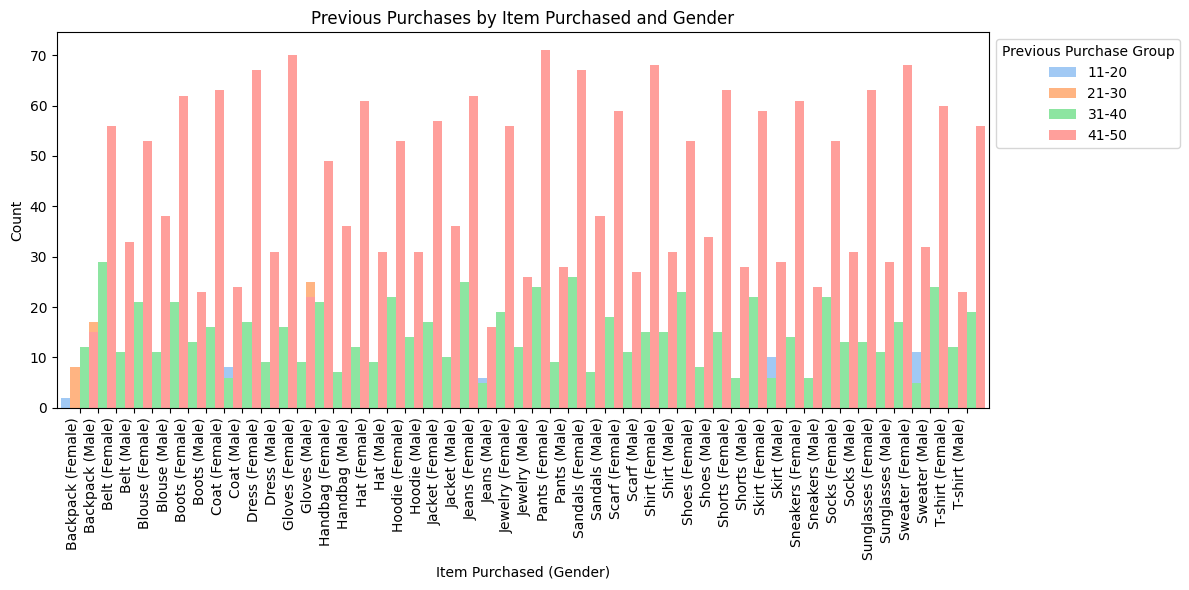 Previous Purchases by Item Purchased and Gender
Previous Purchase Group
11-20
21-30
31-40
41-50
Count
70
60
50
40
30
20
10
0
Backpack (Female)
Backpack (Male)
Belt (Female)
Belt (Male)
Blouse (Female)
Blouse (Male)
Boots (Female)
Boots (Male)
Coat (Female)
Coat (Male)
Dress (Female)
Dress (Male)
Gloves (Female)
Gloves (Male)
Handbag (Female)
Handbag (Male)
Hat (Female)
Hat (Male)
Hoodie (Female)
Hoodie (Male)
Jacket (Female)
Jacket (Male)
Jeans (Female)
Jeans (Male)
Jewelry (Female)
Jewelry (Male)
Pants (Female)
Pants (Male)
Sandals (Female)
Sandals (Male)
Scarf (Female)
Scarf (Male)
Shirt (Female)
Shirt (Male)
Shoes (Female)
Shoes (Male)
Shorts (Female)
Shorts (Male)
Skirt (Female)
Skirt (Male)
Sneakers (Female)
Sneakers (Male)
Socks (Female)
Socks (Male)
Sunglasses (Female)
Sunglasses (Male)
Sweater (Female)
Sweater (Male)
T-shirt (Female)
T-shirt (Male)
Item Purchased (Gender)